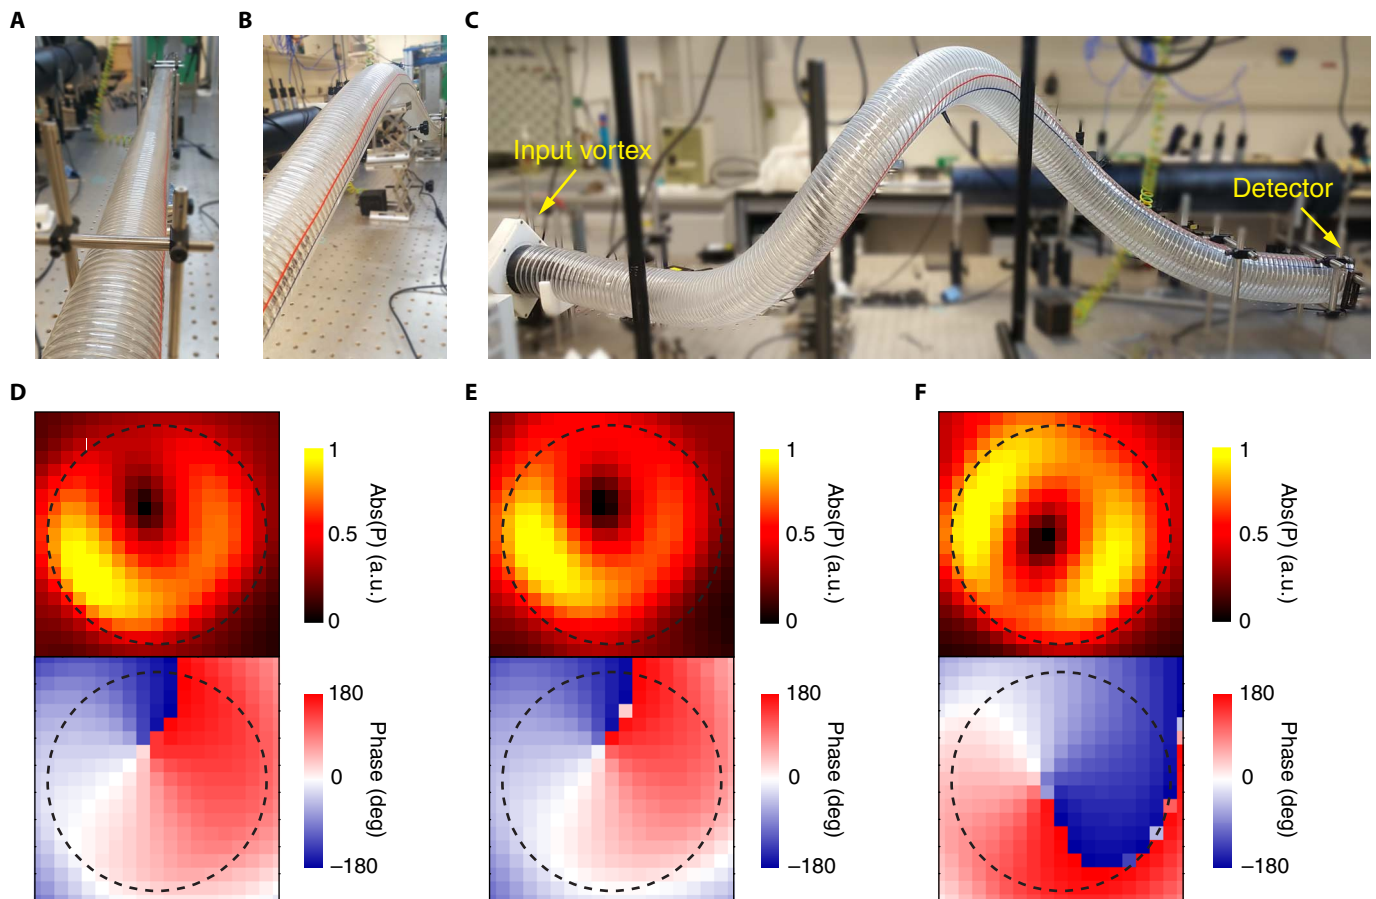 A
B
C
Input vortex
Detector
D
E
F
1
0.5
0
Abs(P) (a.u.)
1
0.5
0
Abs(P) (a.u.)
1
0.5
0
Abs(P) (a.u.)
180
0
−180
Phase (deg)
180
0
−180
Phase (deg)
180
0
−180
Phase (deg)